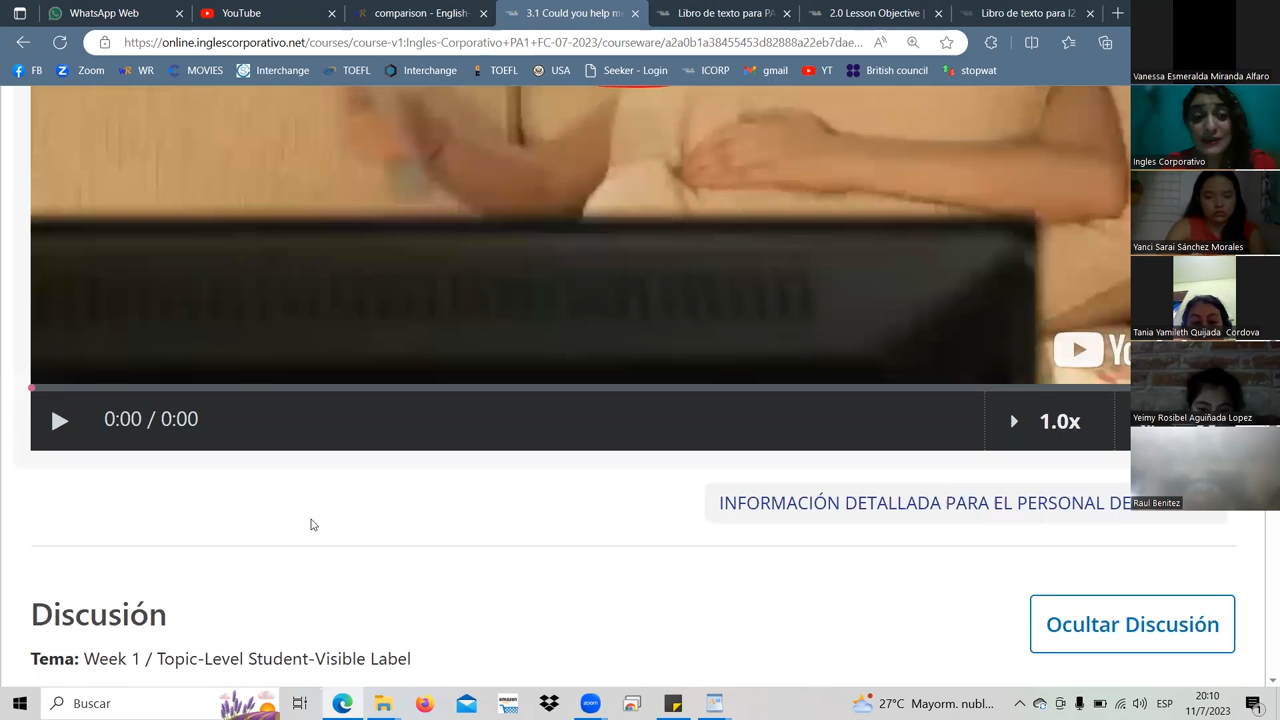 WhatsApp Web
YouTube
comparison - English-
3.1 Could you help m
Libro de texto para PA
2.0 Lesson Objective |
Libro de texto para I2
https://online.inglescorporativo.net/courses/course-v1:Ingles-Corporativo+PA1+FC-07-2023/courseware/a2a0b1a38455453d82888a22eb7dae...
FB
Zoom
WR
MOVIES
Interchange
TOEFL
Interchange
TOEFL
USA
Seeker - Login
ICORP
gmail
YT
British council
stopwat
Vanessa Esmeralda Miranda Alfaro
Ingles Corporativo
Yanci Sarai Sánchez Morales
Tania Yamileth Quijada Cordova
Yeimy Rosibel Aguiñada Lopez
Raul Benitez
0:00 / 0:00
1.0x
INFORMACIÓN DETALLADA PARA EL PERSONAL DE
Discusión
Ocultar Discusión
Tema: Week 1 / Topic-Level Student-Visible Label
Buscar
27°C Mayorm. nubl...
ESP
20:10
11/7/2023